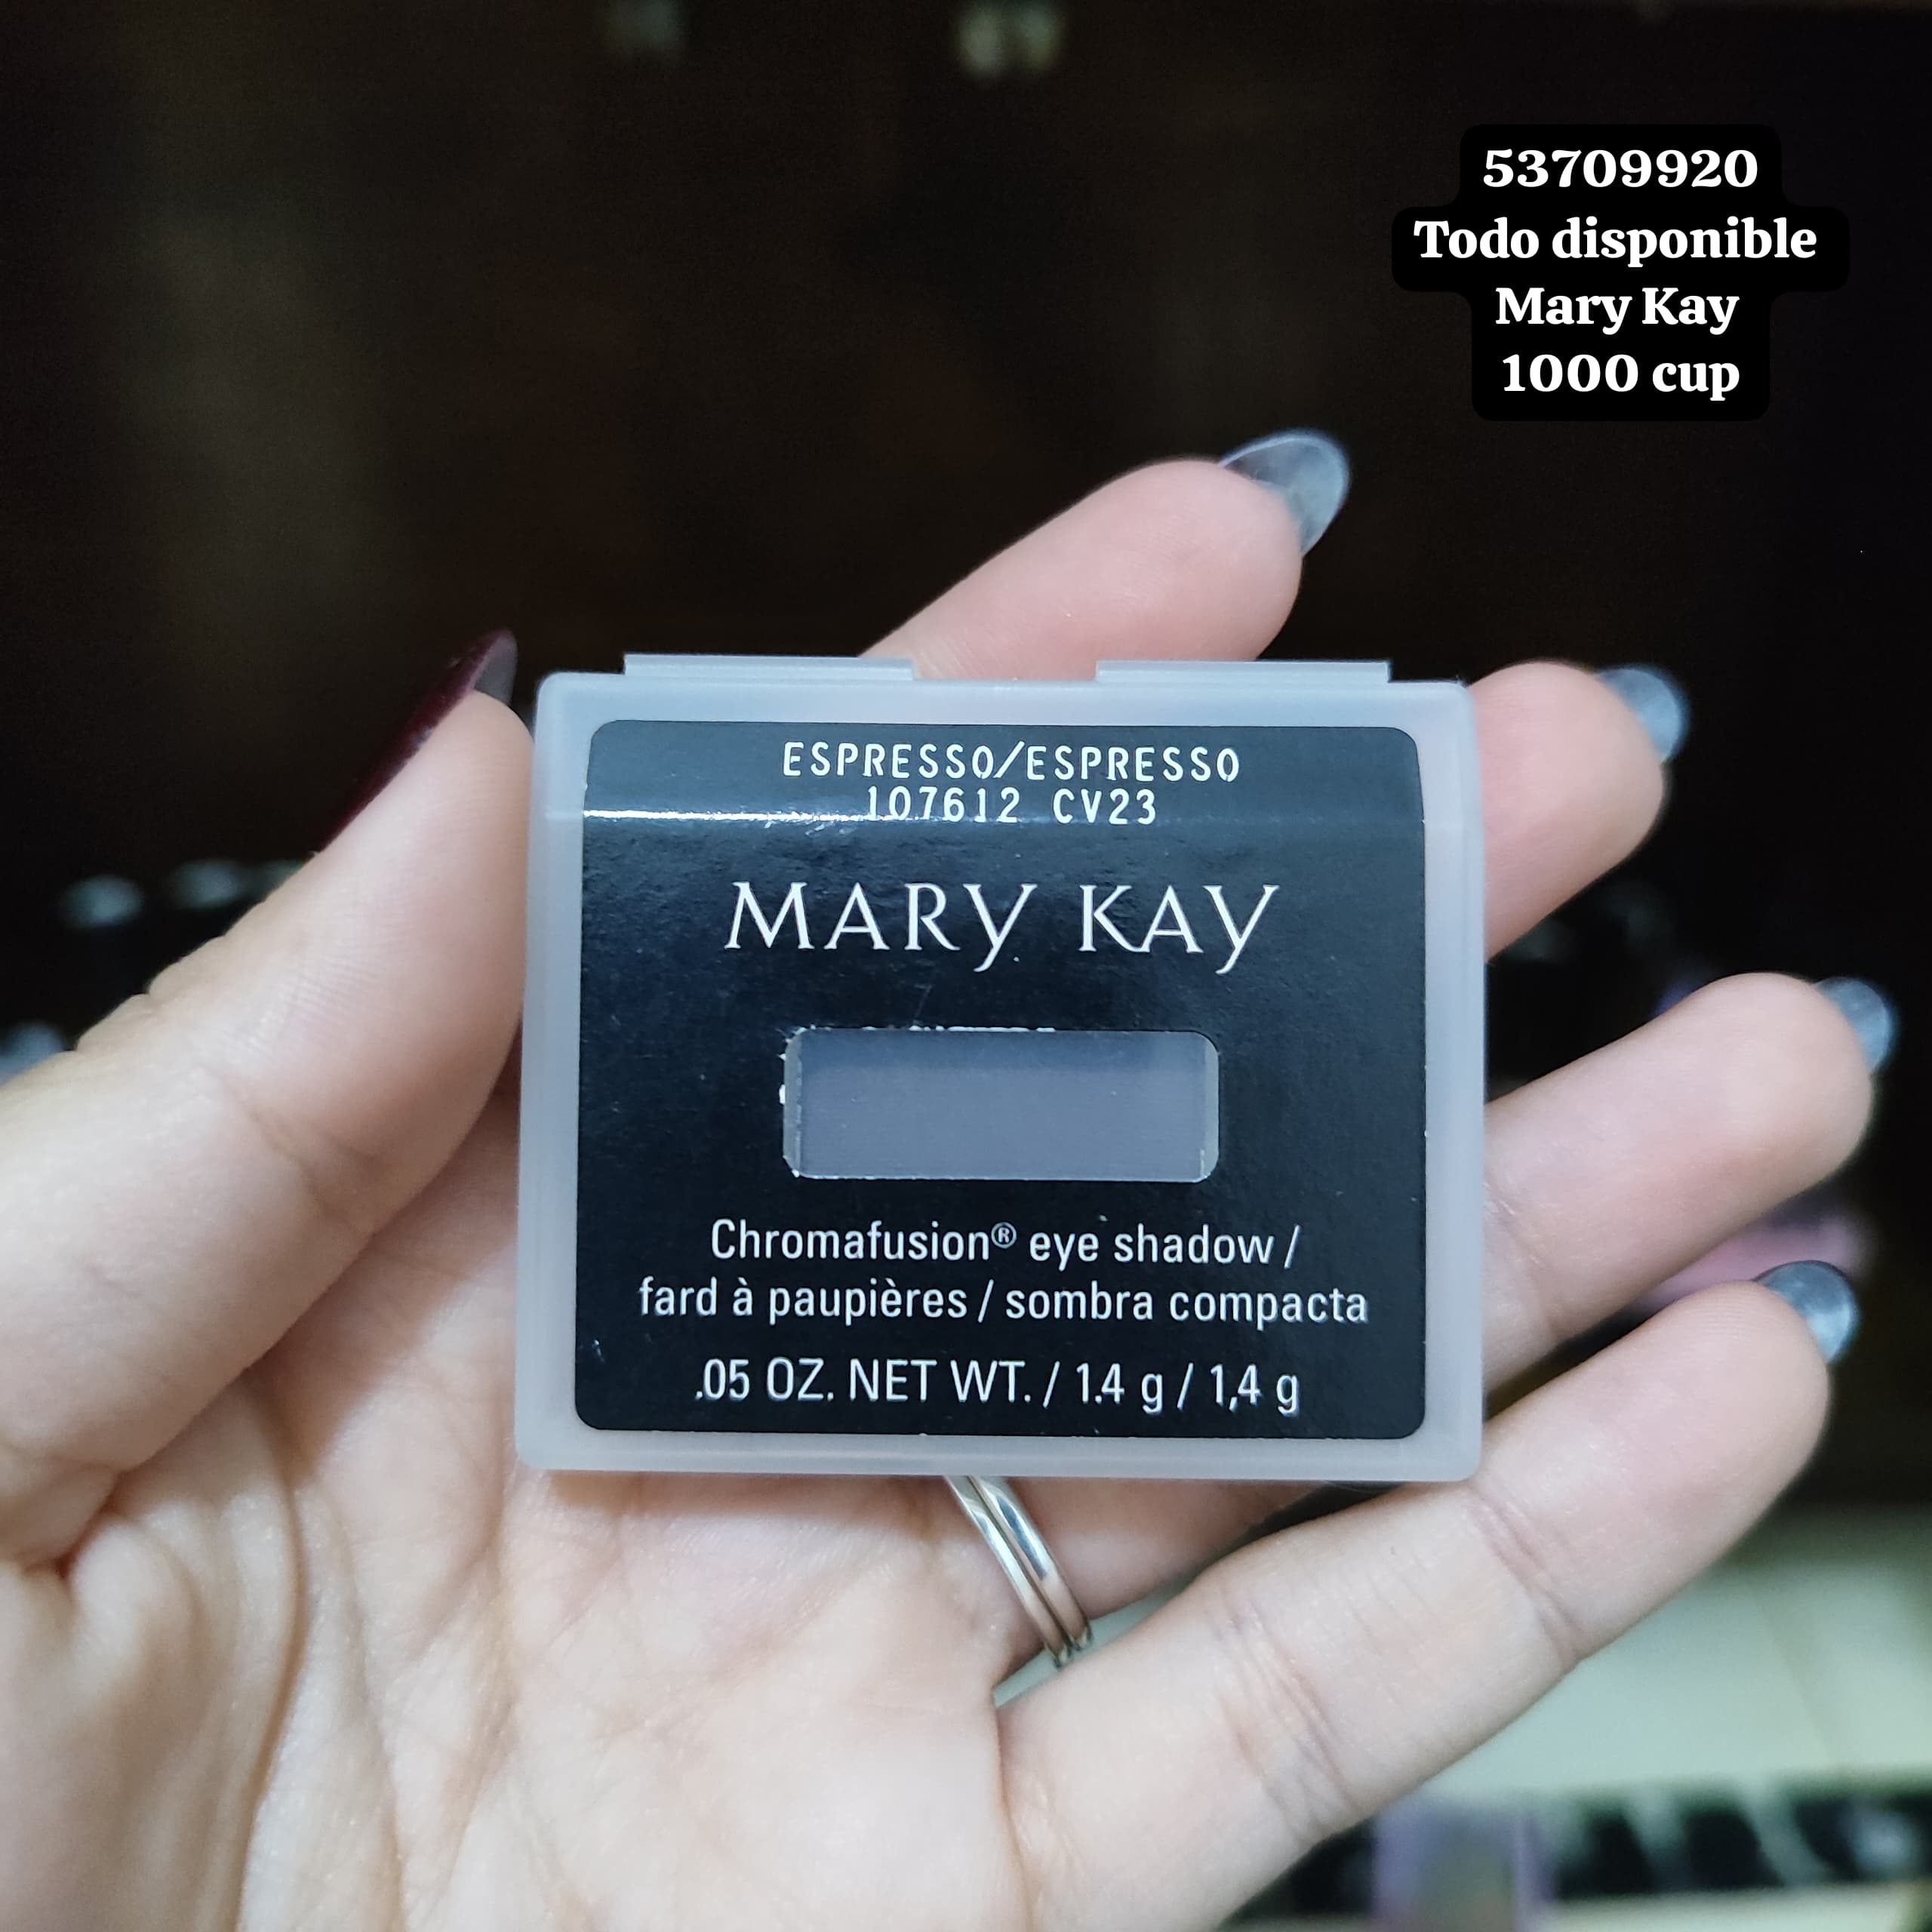 53709920
Todo disponible
Mary Kay
1000 cup
ESPRESSO/ESPRESSO
107612 CV23
MARY KAY
Chromafusion® eye shadow /
fard à paupières / sombra compacta
.05 OZ. NET WT. / 1.4 g / 1,4 g